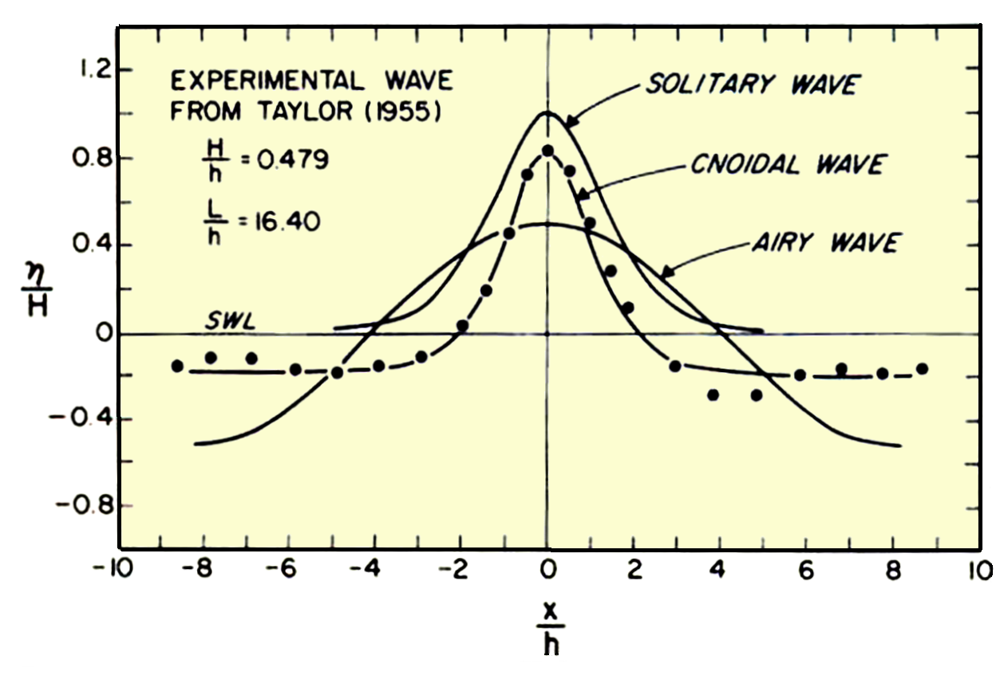 EXPERIMENTAL WAVE
FROM TAYLOR (1955)
H/h = 0.479
L/h = 16.40
SOLITARY WAVE
CNOIDAL WAVE
AIRY WAVE
SWL
η/H
1.2
0.8
0.4
0
-0.4
-0.8
-10 -8 -6 -4 -2 0 2 4 6 8 10
x/h